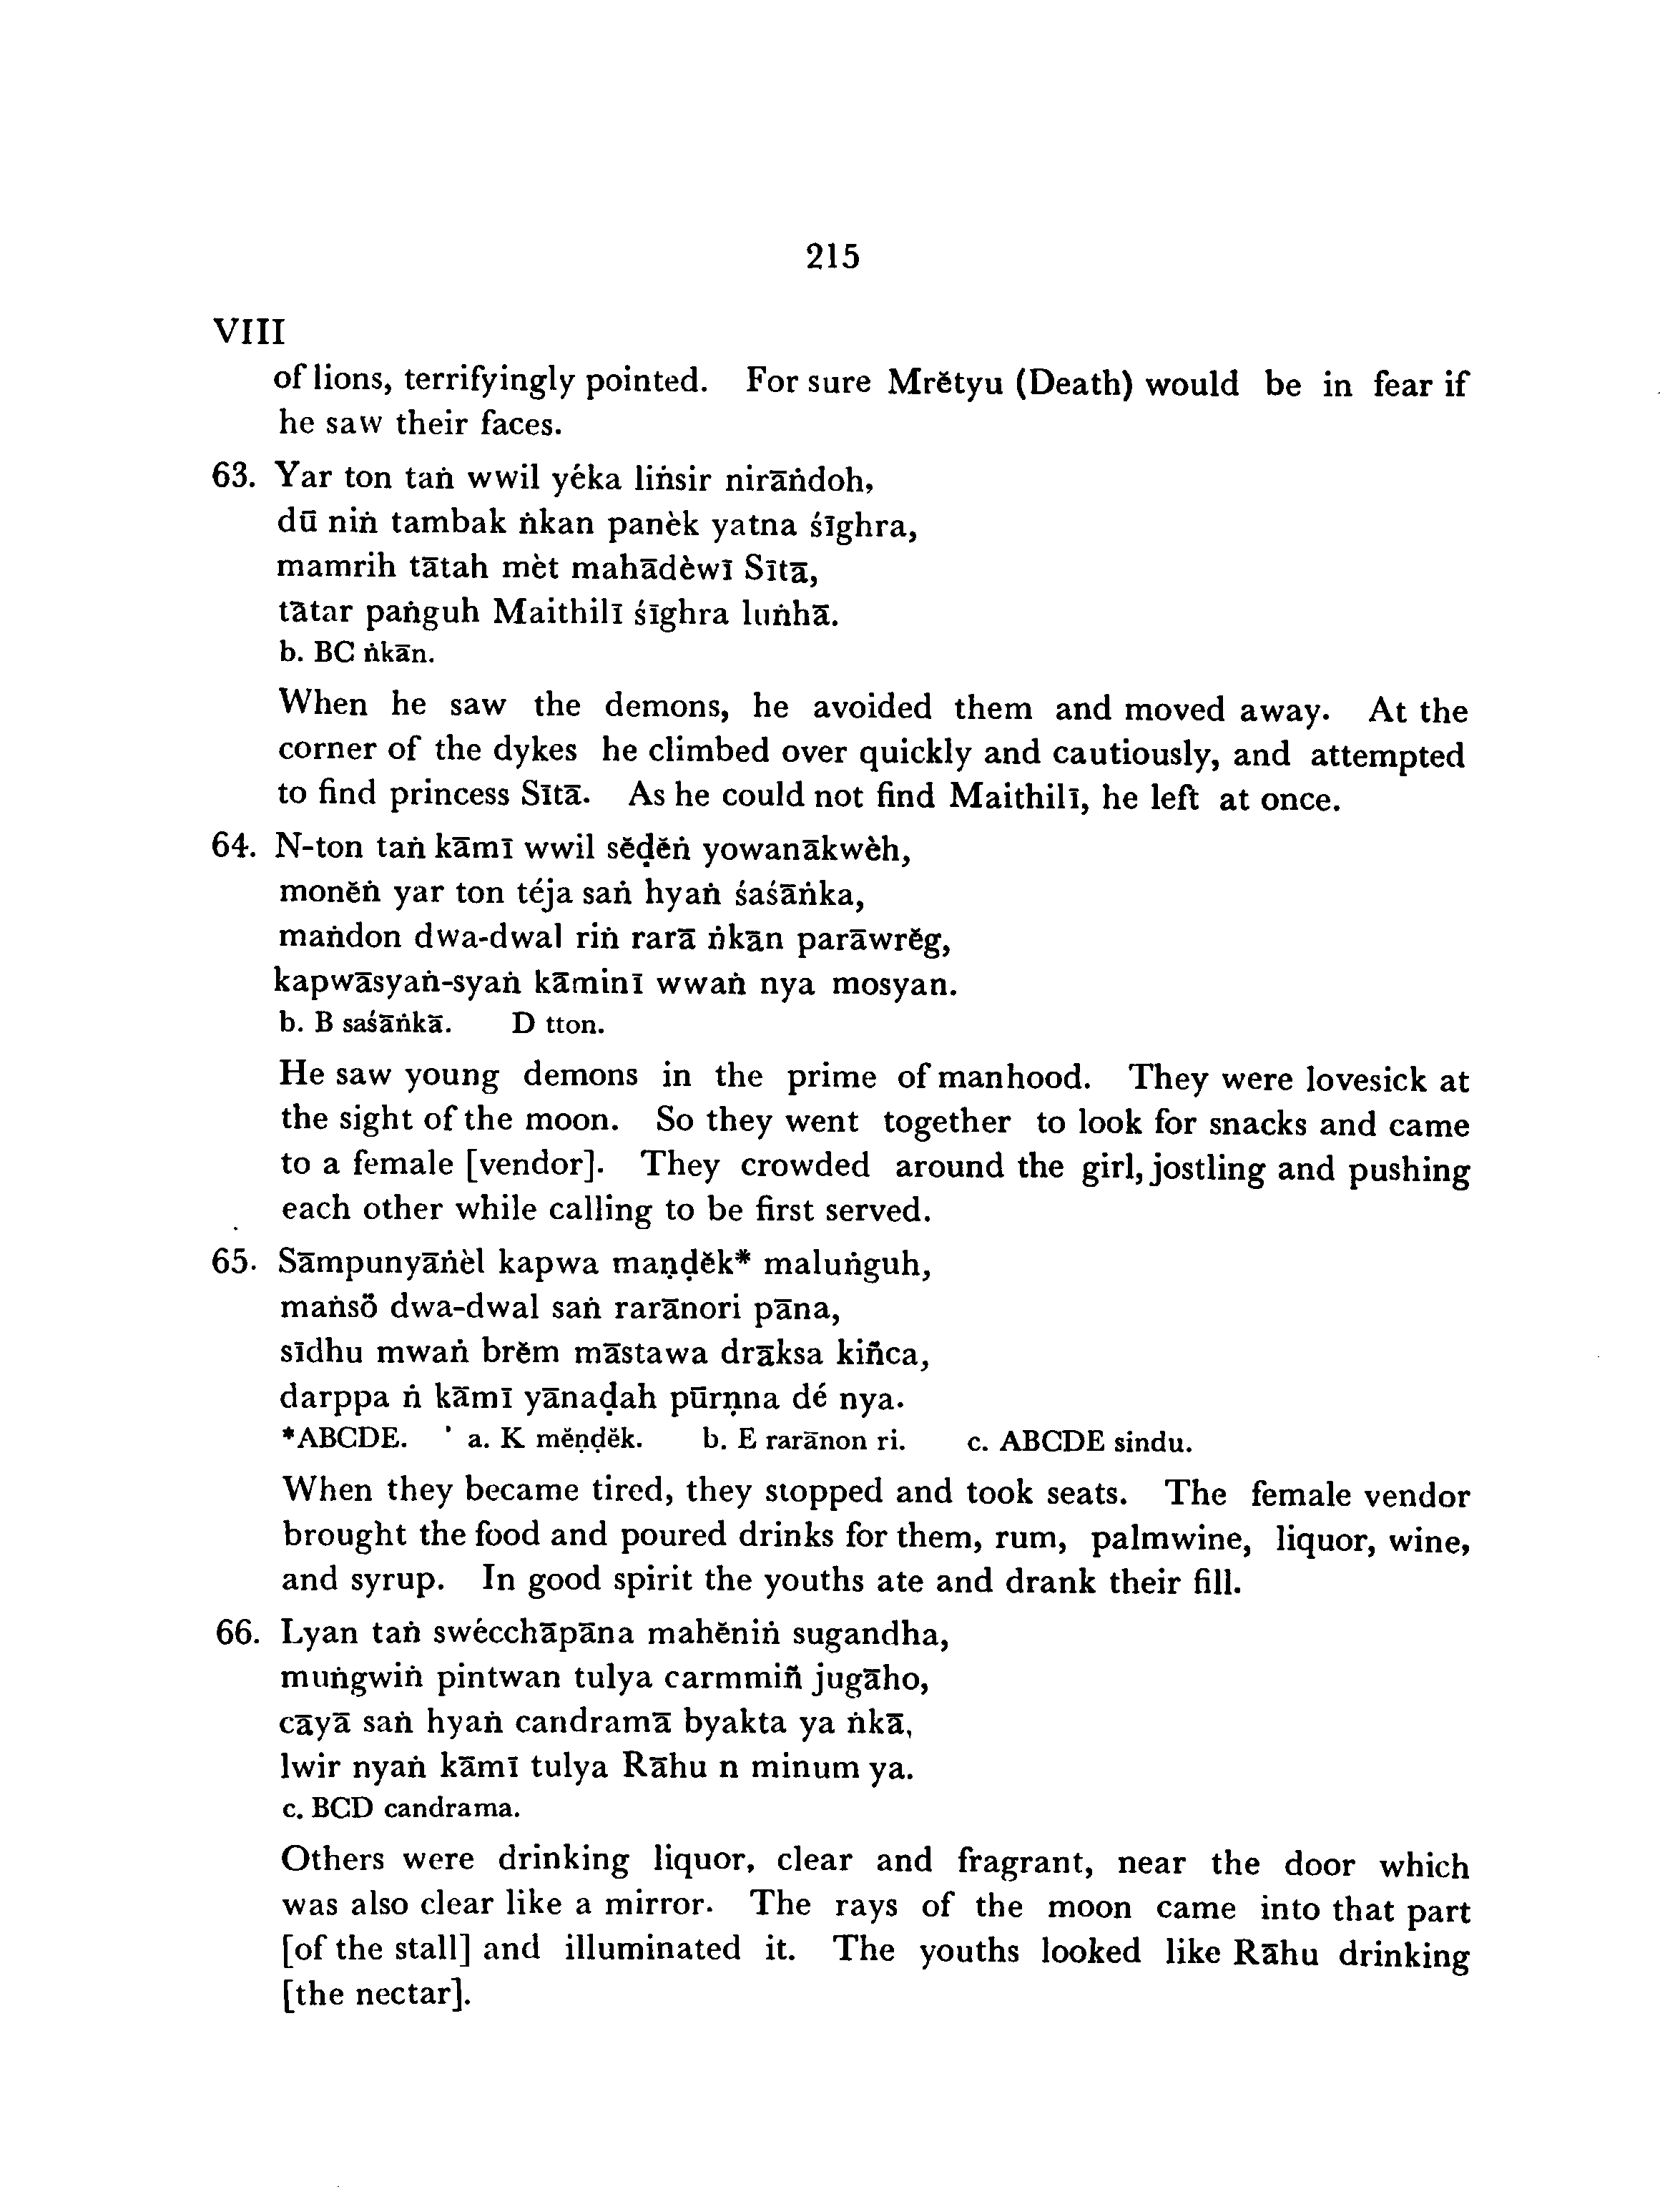 215
VIII
of lions, terrifyingly pointed. For sure Mrĕtyu (Death) would be in fear if
he saw their faces.
63. Yar ton taṅ wwil yéka liṅsir nirāṅdoh,
dū niṅ tambak ṅkan panèk yatna śīghra,
mamrih tātah mèt mahādèwī Sītā,
tātar paṅguh Maithilī śīghra luṅhā.
b. BC ṅkān.
When he saw the demons, he avoided them and moved away. At the
corner of the dykes he climbed over quickly and cautiously, and attempted
to find princess Sītā. As he could not find Maithilī, he left at once.
64. N-ton taṅ kāmī wwil sĕḍĕṅ yowanākwèh,
monĕṅ yar ton téja saṅ hyaṅ śaśāṅka,
maṅdon dwa-dwal riṅ rarā ṅkān parāwrĕg,
kapwāsyaṅ-syaṅ kāminī wwaṅ nya mosyan.
b. B saśāṅkā. D tton.
He saw young demons in the prime of manhood. They were lovesick at
the sight of the moon. So they went together to look for snacks and came
to a female [vendor]. They crowded around the girl, jostling and pushing
each other while calling to be first served.
65. Sāmpunyāṅèl kapwa maṇḍĕk* maluṅguh,
maṅsö̆ dwa-dwal saṅ rarānori pāna,
sīdhu mwaṅ brĕm māstawa drāksa kiñca,
darppa ṅ kāmī yānaḍah pūrṇna dé nya.
*ABCDE. ' a. K mĕṇḍĕk. b. E rarānon ri. c. ABCDE sindu.
When they became tired, they stopped and took seats. The female vendor
brought the food and poured drinks for them, rum, palmwine, liquor, wine,
and syrup. In good spirit the youths ate and drank their fill.
66. Lyan taṅ swécchāpāna mahĕniṅ sugandha,
muṅgwiṅ pintwan tulya carmmiñ jugāho,
cāyā saṅ hyaṅ candramā byakta ya ṅkā,
lwir nyaṅ kāmī tulya Rāhu n minum ya.
c. BCD candrama.
Others were drinking liquor, clear and fragrant, near the door which
was also clear like a mirror. The rays of the moon came into that part
[of the stall] and illuminated it. The youths looked like Rāhu drinking
[the nectar].